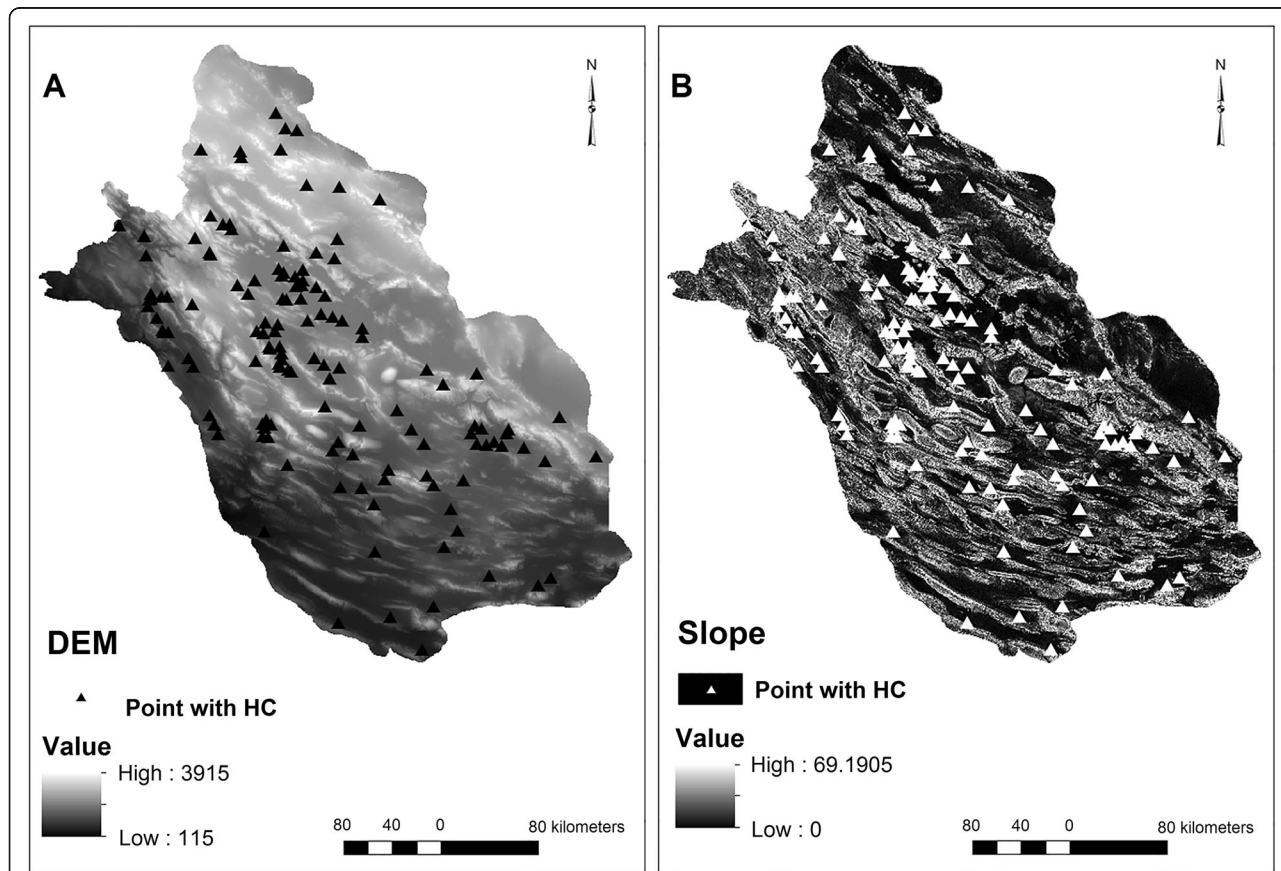 A
N
DEM
Point with HC
Value
High : 3915
Low : 115
80 40 0 80 kilometers
B
N
Slope
Point with HC
Value
High : 69.1905
Low : 0
80 40 0 80 kilometers